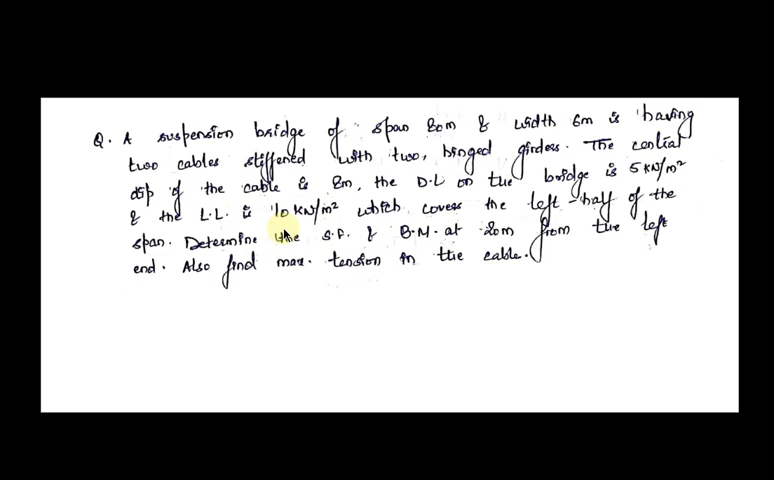 Q. A suspension bridge of span 80m & width 6m is having
two cables stiffened with two, hinged girders. The central
dip of the cable is 8m, the D.L on the bridge is 5 KN/m²
& the L.L. is 10 KN/m² which covers the left-half of the
span. Determine the S.F. & B.M. at 20m from the left
end. Also find max. tension in the cable.